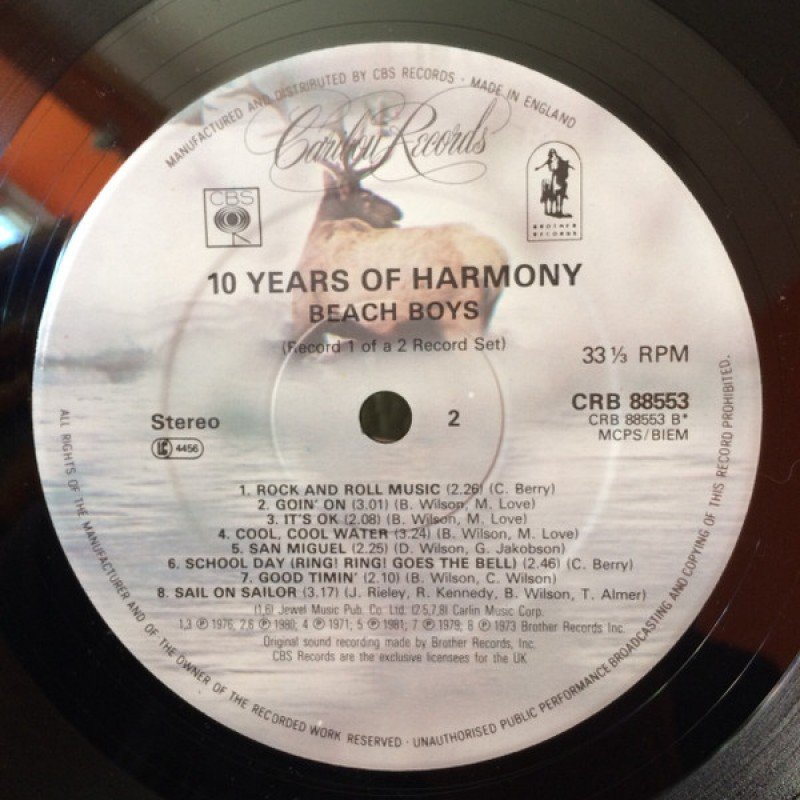 MANUFACTURED AND DISTRIBUTED BY CBS RECORDS · MADE IN ENGLAND
Caribou Records
CBS
BROTHER
RECORDS
10 YEARS OF HARMONY
BEACH BOYS
(Record 1 of a 2 Record Set)
33⅓ RPM
Stereo
LC 4456
2
CRB 88553
CRB 88553 B*
MCPS/BIEM
1. ROCK AND ROLL MUSIC (2.26) (C. Berry)
2. GOIN' ON (3.01) (B. Wilson, M. Love)
3. IT'S OK (2.08) (B. Wilson, M. Love)
4. COOL, COOL WATER (3.24) (B. Wilson, M. Love)
5. SAN MIGUEL (2.25) (D. Wilson, G. Jakobson)
6. SCHOOL DAY (RING! RING! GOES THE BELL) (2.46) (C. Berry)
7. GOOD TIMIN' (2.10) (B. Wilson, C. Wilson)
8. SAIL ON SAILOR (3.17) (J. Rieley, R. Kennedy, B. Wilson, T. Almer)
(1,6) Jewel Music Pub. Co. Ltd. (2,5,7,8) Carlin Music Corp.
1,3 ℗ 1976; 2,6 ℗ 1980; 4 ℗ 1971; 5 ℗ 1981; 7 ℗ 1979; 8 ℗ 1973 Brother Records Inc.
Original sound recording made by Brother Records, Inc.
CBS Records are the exclusive licensees for the UK
ALL RIGHTS OF THE MANUFACTURER AND OF THE OWNER OF THE RECORDED WORK RESERVED · UNAUTHORISED PUBLIC PERFORMANCE BROADCASTING AND COPYING OF THIS RECORD PROHIBITED.